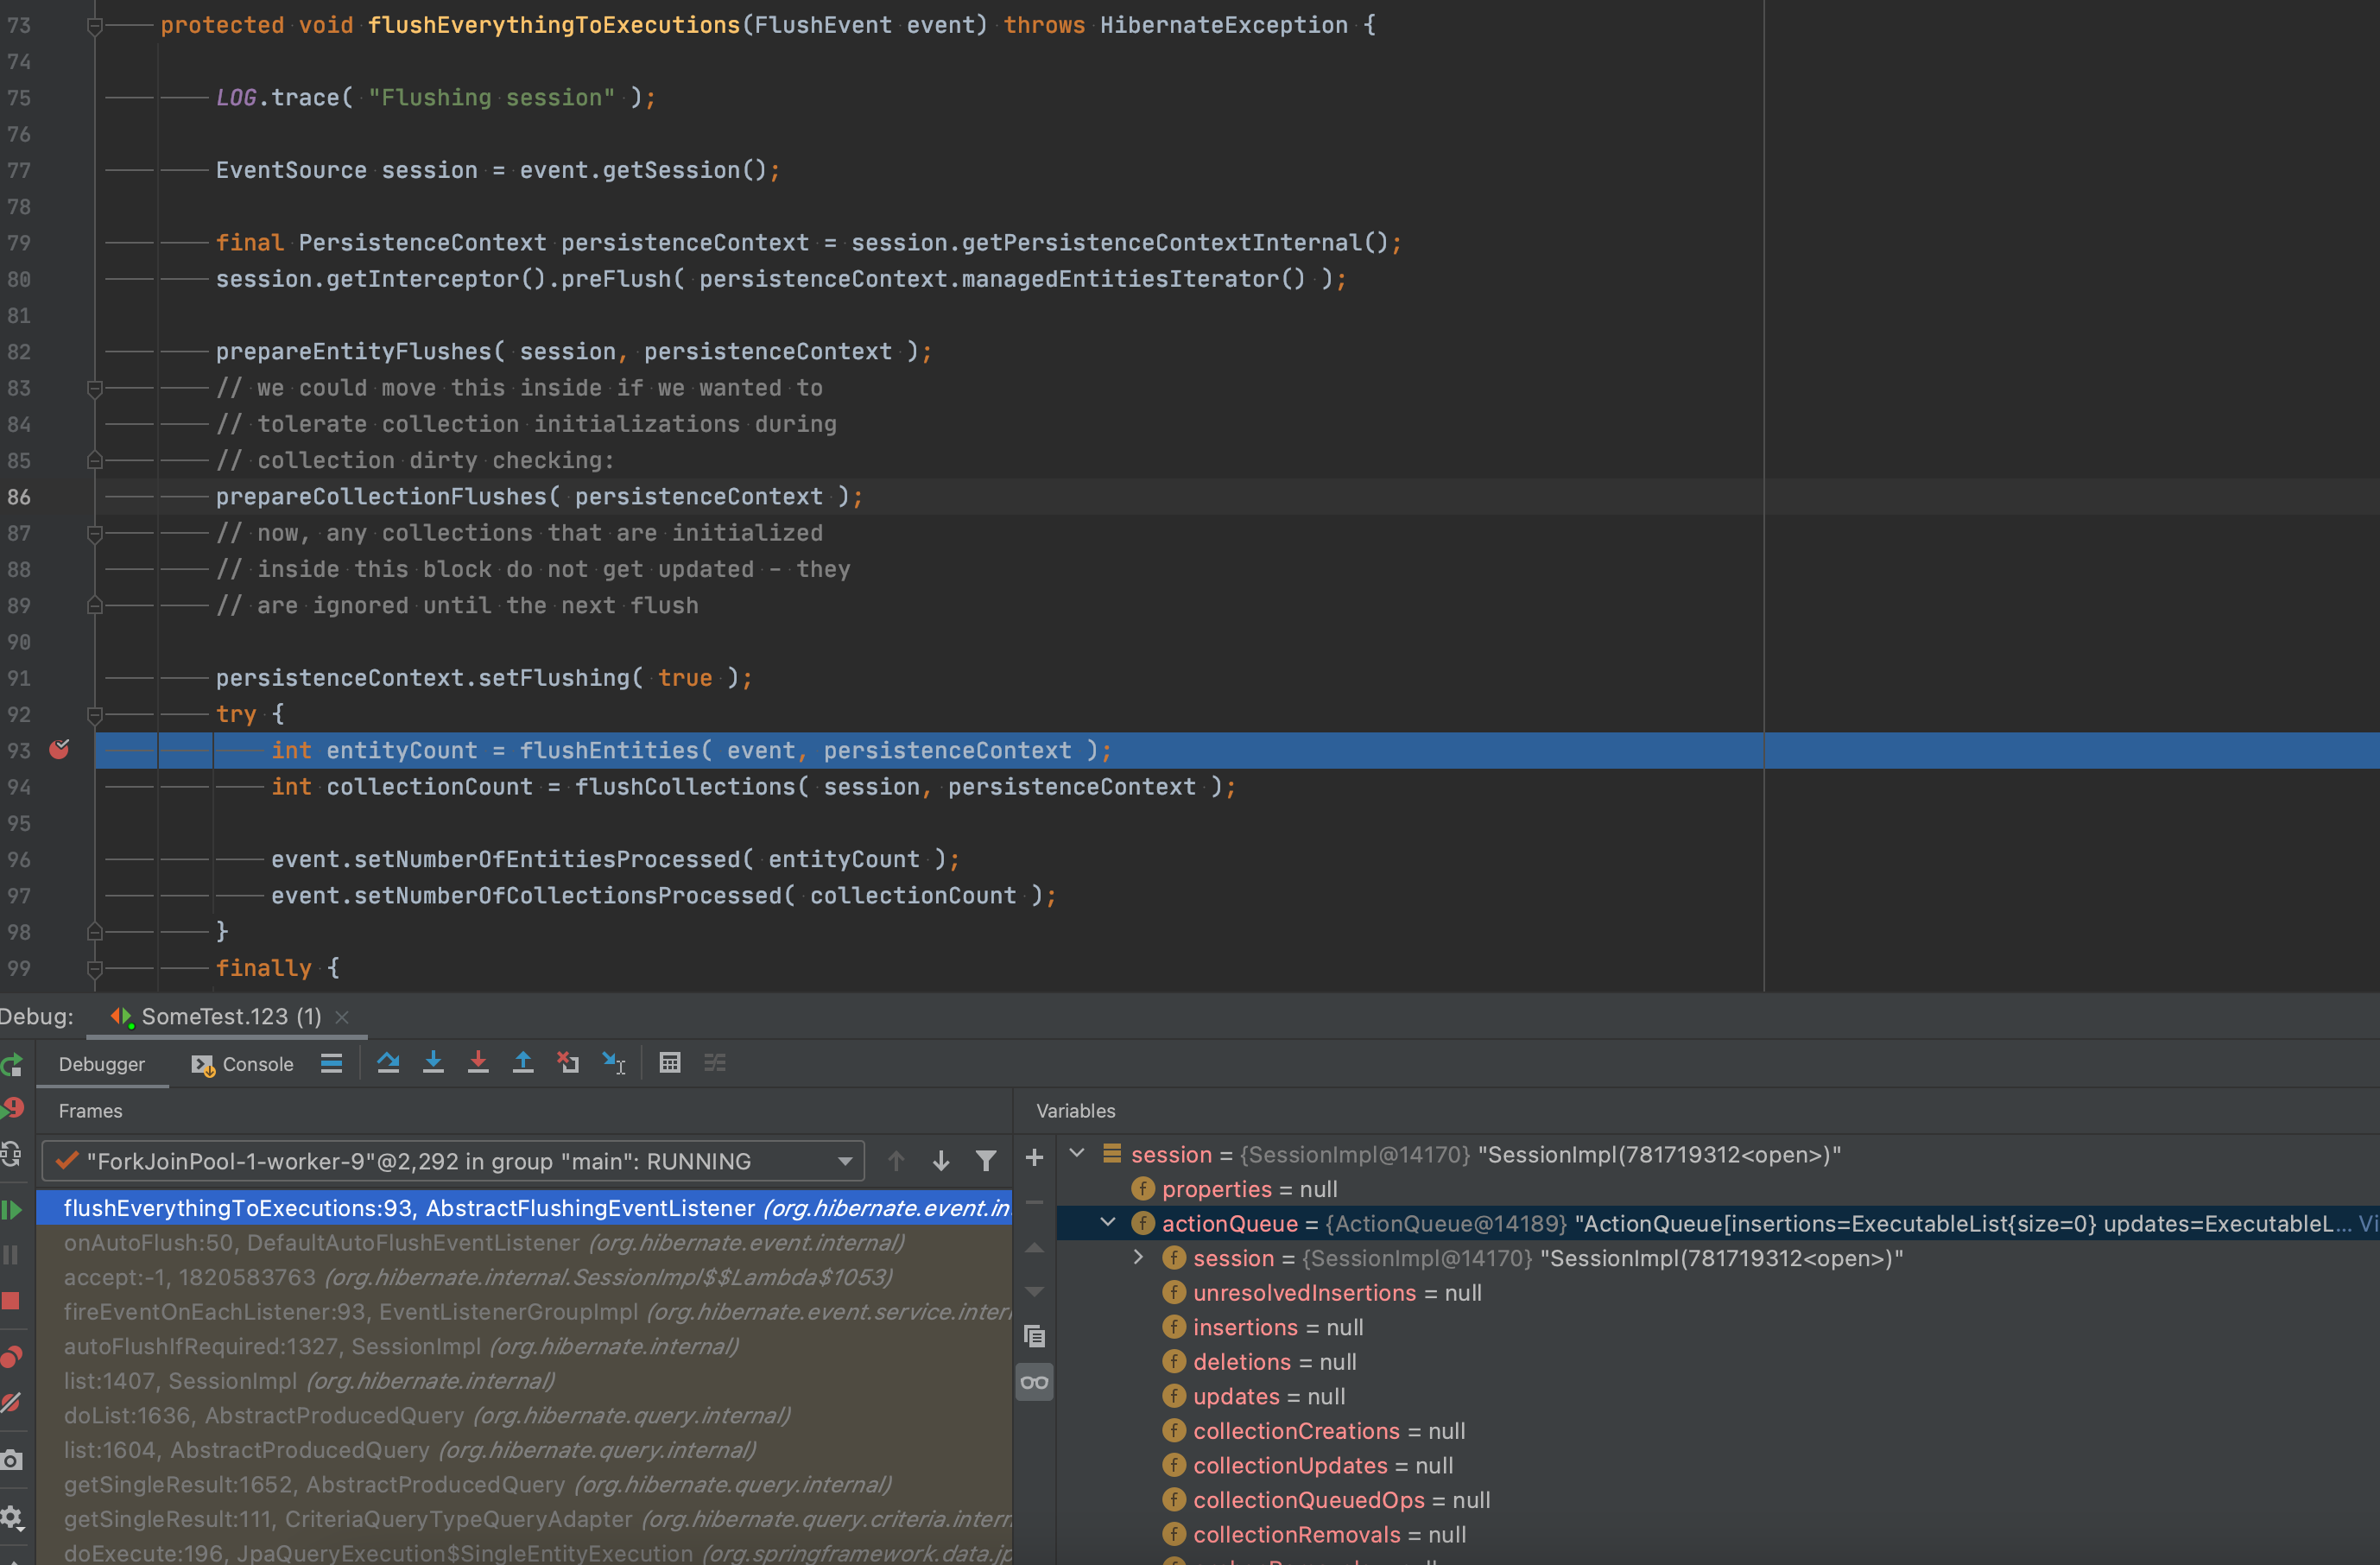 73 protected void flushEverythingToExecutions(FlushEvent event) throws HibernateException {
74
75 LOG.trace( "Flushing session" );
76
77 EventSource session = event.getSession();
78
79 final PersistenceContext persistenceContext = session.getPersistenceContextInternal();
80 session.getInterceptor().preFlush( persistenceContext.managedEntitiesIterator() );
81
82 prepareEntityFlushes( session, persistenceContext );
83 // we could move this inside if we wanted to
84 // tolerate collection initializations during
85 // collection dirty checking:
86 prepareCollectionFlushes( persistenceContext );
87 // now, any collections that are initialized
88 // inside this block do not get updated - they
89 // are ignored until the next flush
90
91 persistenceContext.setFlushing( true );
92 try {
93 int entityCount = flushEntities( event, persistenceContext );
94 int collectionCount = flushCollections( session, persistenceContext );
95
96 event.setNumberOfEntitiesProcessed( entityCount );
97 event.setNumberOfCollectionsProcessed( collectionCount );
98 }
99 finally {
Debug: SomeTest.123 (1)
Debugger Console
Frames
"ForkJoinPool-1-worker-9"@2,292 in group "main": RUNNING
flushEverythingToExecutions:93, AbstractFlushingEventListener (org.hibernate.event.in
onAutoFlush:50, DefaultAutoFlushEventListener (org.hibernate.event.internal)
accept:-1, 1820583763 (org.hibernate.internal.SessionImpl$$Lambda$1053)
fireEventOnEachListener:93, EventListenerGroupImpl (org.hibernate.event.service.inter
autoFlushIfRequired:1327, SessionImpl (org.hibernate.internal)
list:1407, SessionImpl (org.hibernate.internal)
doList:1636, AbstractProducedQuery (org.hibernate.query.internal)
list:1604, AbstractProducedQuery (org.hibernate.query.internal)
getSingleResult:1652, AbstractProducedQuery (org.hibernate.query.internal)
getSingleResult:111, CriteriaQueryTypeQueryAdapter (org.hibernate.query.criteria.intern
doExecute:196, JpaQueryExecution$SingleEntityExecution (org.springframework.data.jp
Variables
session = {SessionImpl@14170} "SessionImpl(781719312<open>)"
properties = null
actionQueue = {ActionQueue@14189} "ActionQueue[insertions=ExecutableList{size=0} updates=ExecutableL... Vi
session = {SessionImpl@14170} "SessionImpl(781719312<open>)"
unresolvedInsertions = null
insertions = null
deletions = null
updates = null
collectionCreations = null
collectionUpdates = null
collectionQueuedOps = null
collectionRemovals = null